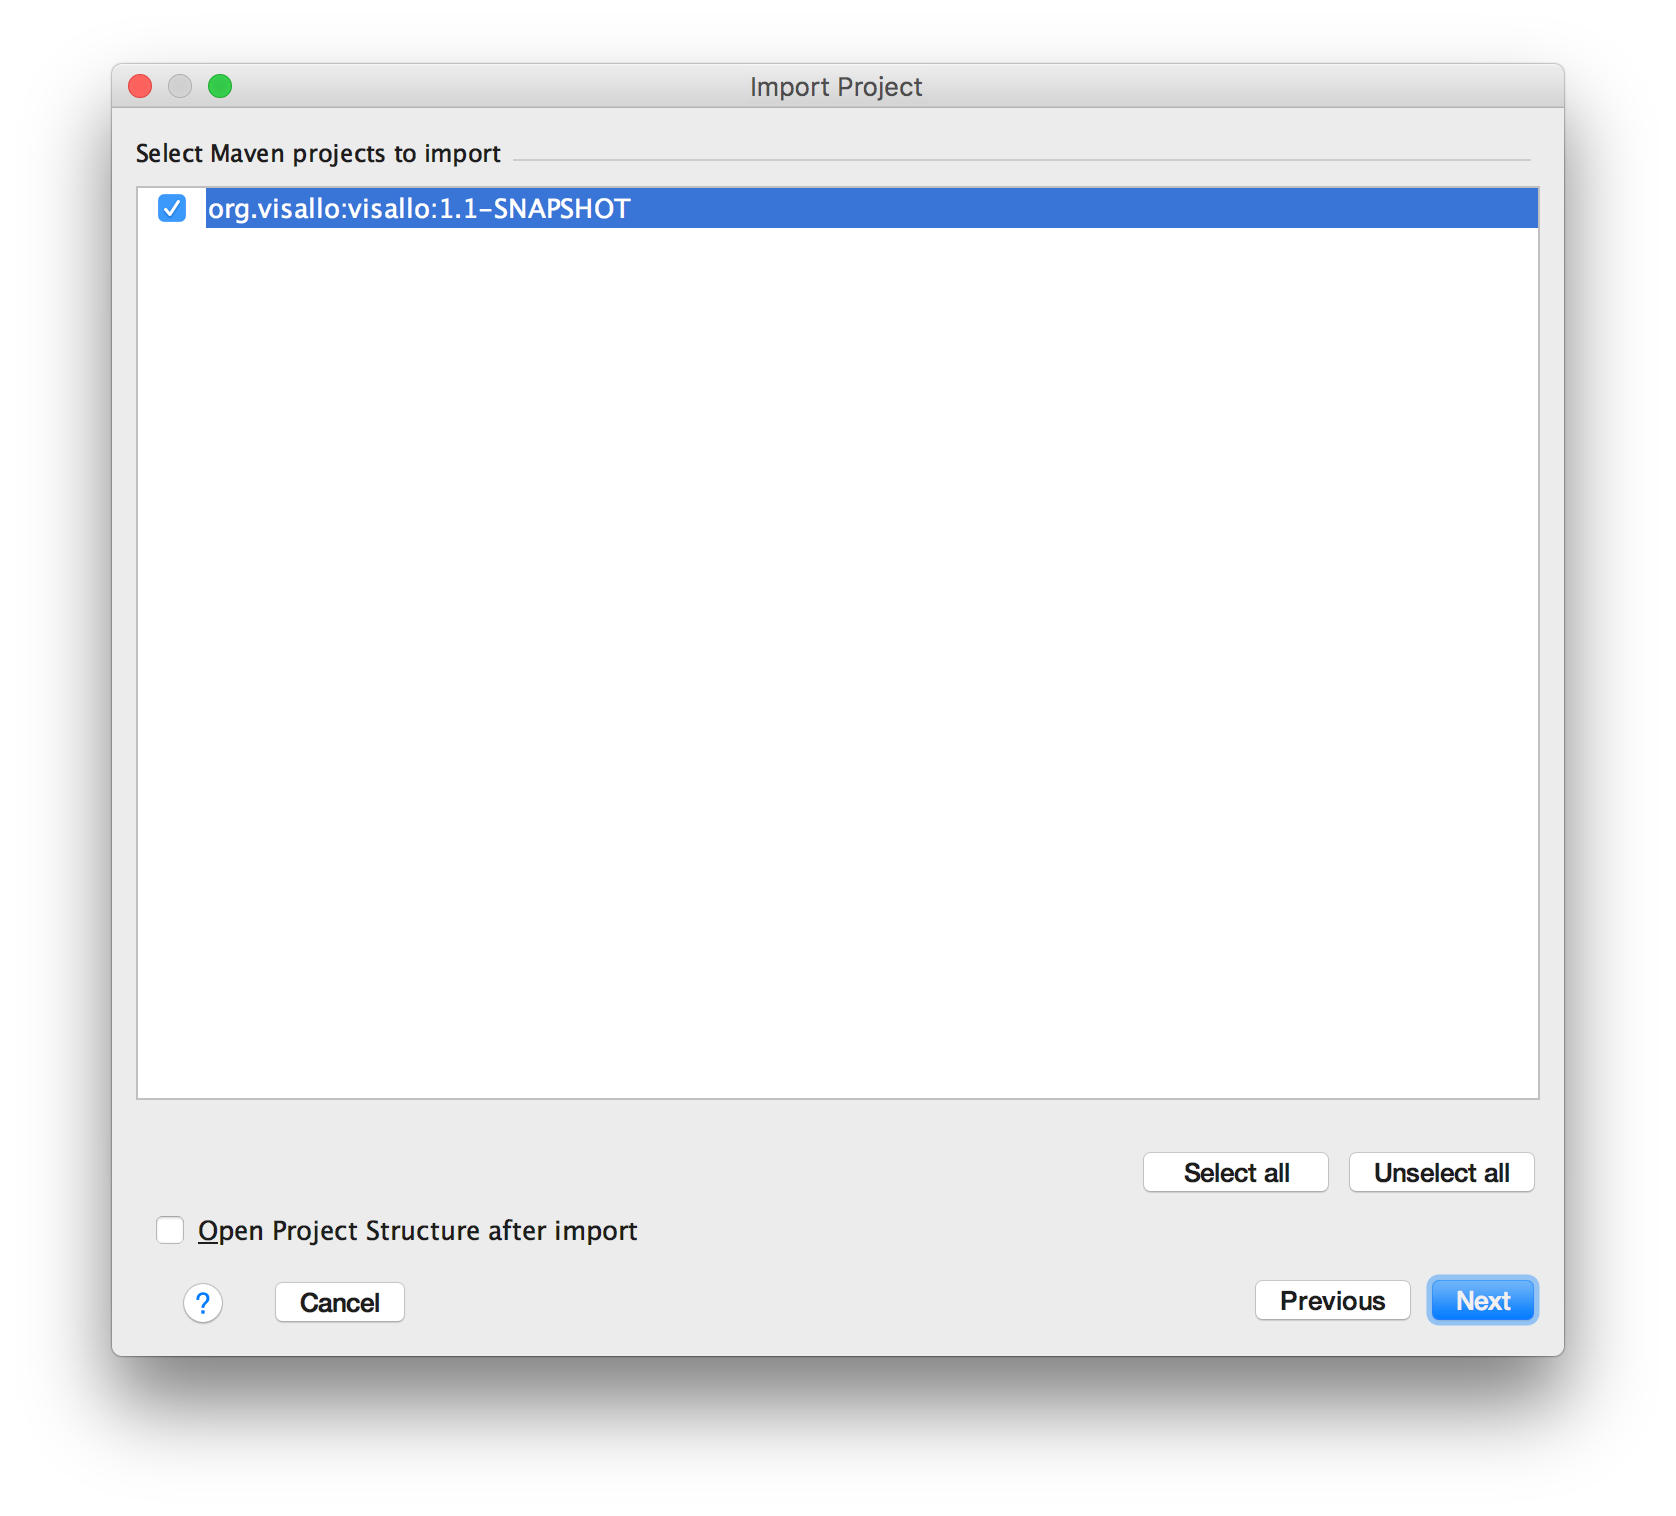 Import Project
Select Maven projects to import
org.visallo:visallo:1.1-SNAPSHOT
Select all
Unselect all
Open Project Structure after import
?
Cancel
Previous
Next